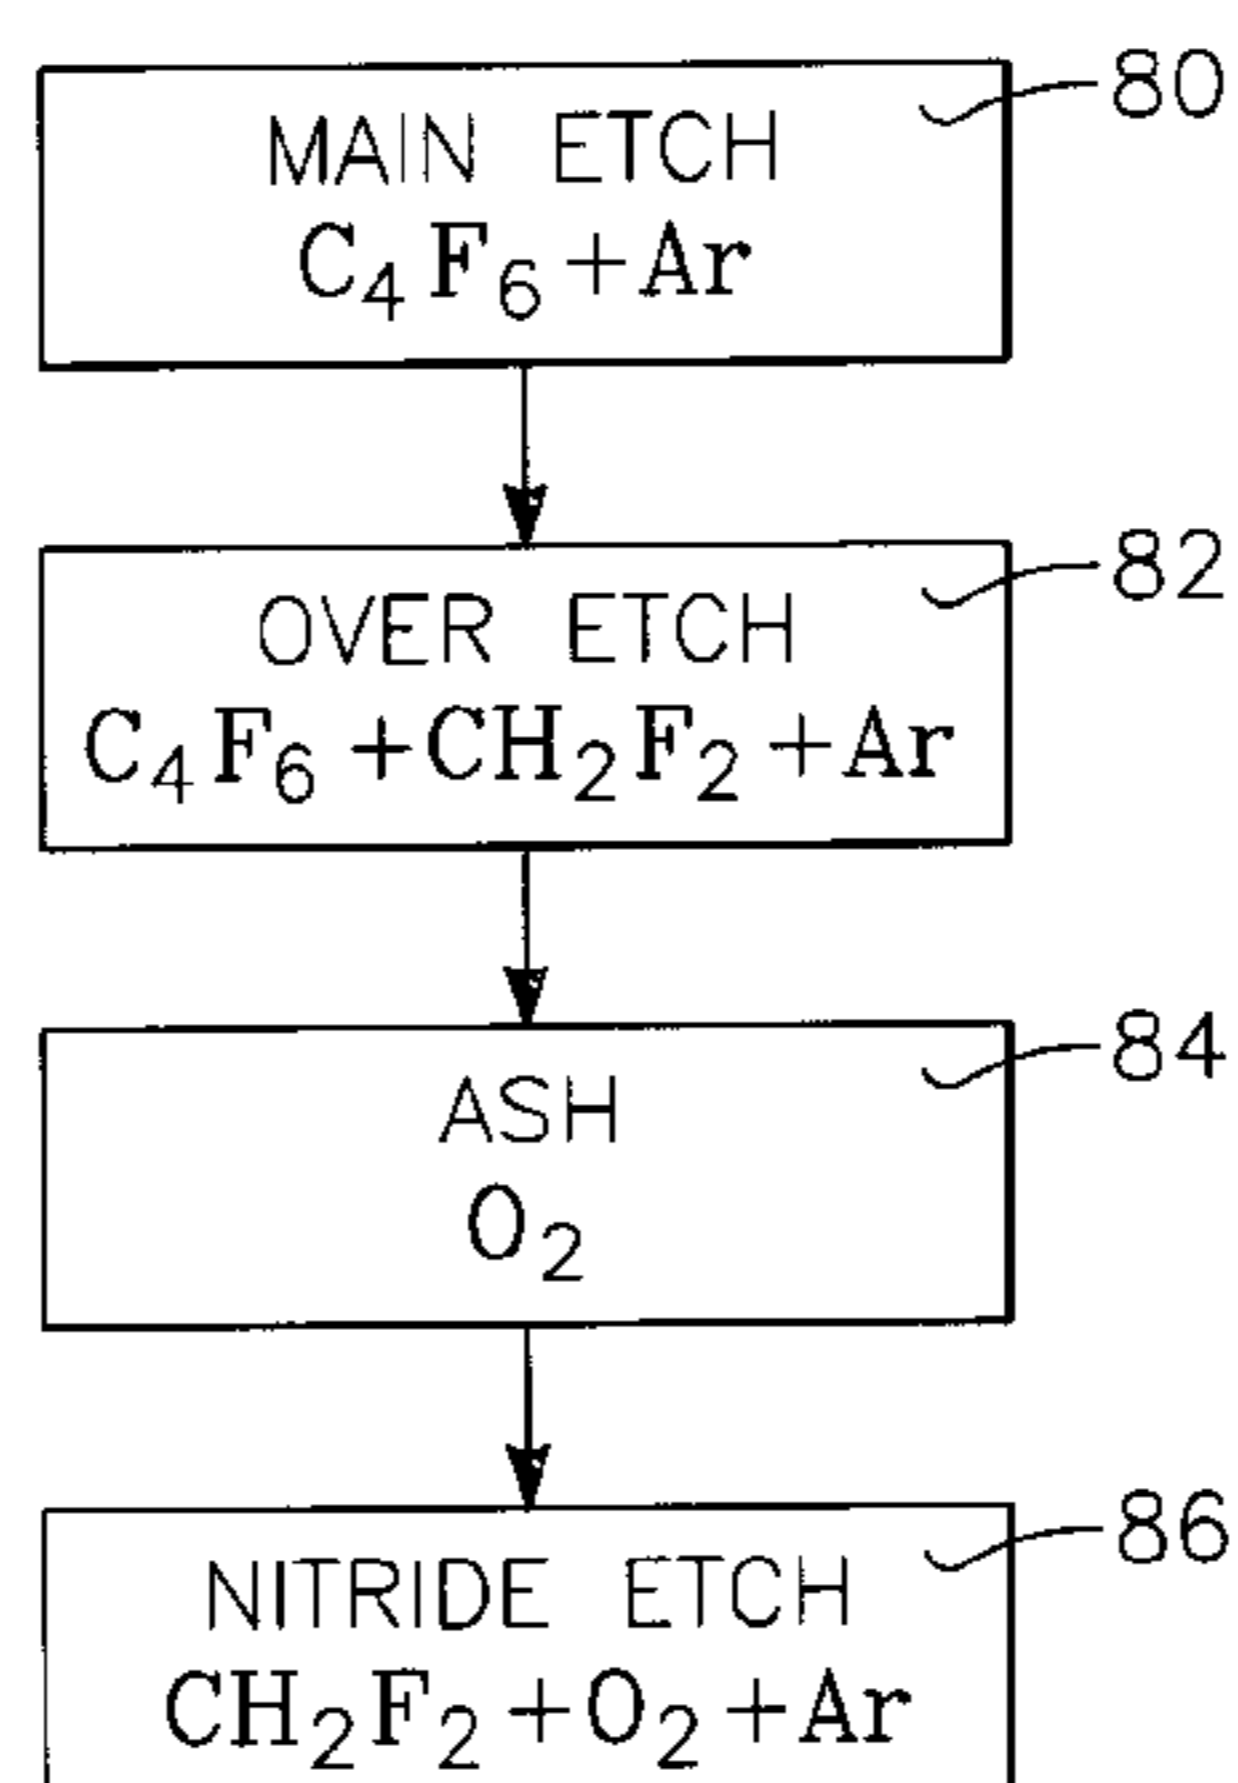 80
MAIN ETCH
C₄F₆+Ar
82
OVER ETCH
C₄F₆+CH₂F₂+Ar
84
ASH
O₂
86
NITRIDE ETCH
CH₂F₂+O₂+Ar